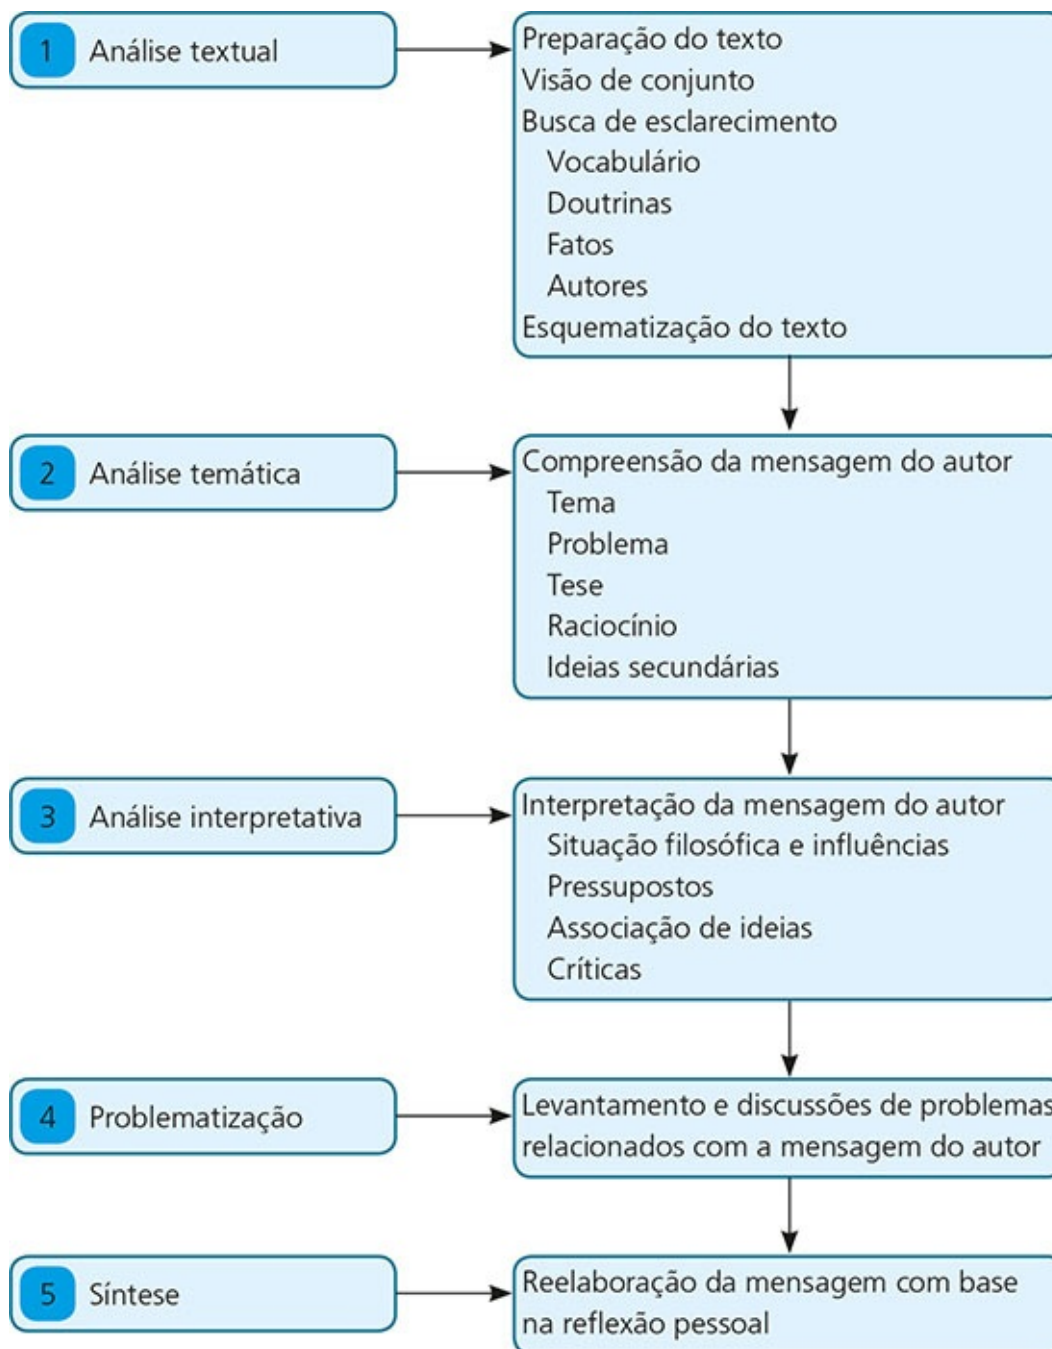 1 Análise textual
Preparação do texto
Visão de conjunto
Busca de esclarecimento
Vocabulário
Doutrinas
Fatos
Autores
Esquematização do texto
2 Análise temática
Compreensão da mensagem do autor
Tema
Problema
Tese
Raciocínio
Ideias secundárias
3 Análise interpretativa
Interpretação da mensagem do autor
Situação filosófica e influências
Pressupostos
Associação de ideias
Críticas
4 Problematização
Levantamento e discussões de problemas
relacionados com a mensagem do autor
5 Síntese
Reelaboração da mensagem com base
na reflexão pessoal